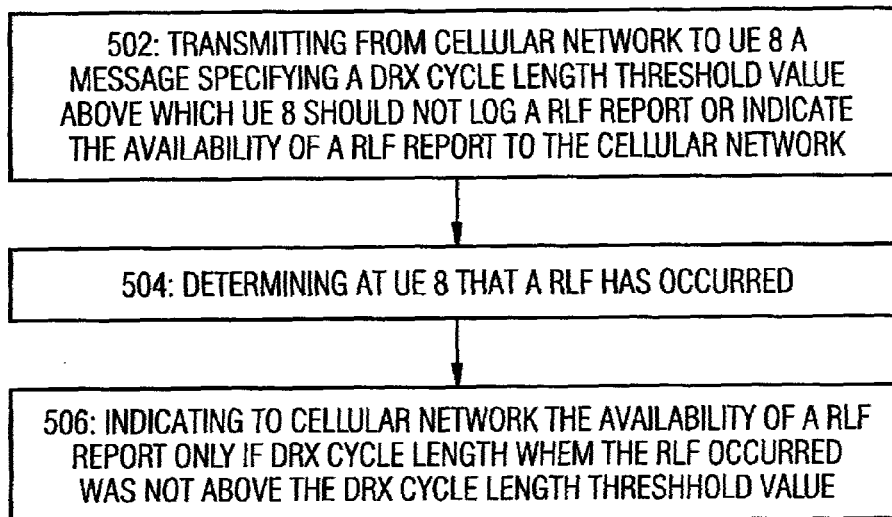 502: TRANSMITTING FROM CELLULAR NETWORK TO UE 8 A
MESSAGE SPECIFYING A DRX CYCLE LENGTH THRESHOLD VALUE
ABOVE WHICH UE 8 SHOULD NOT LOG A RLF REPORT OR INDICATE
THE AVAILABILITY OF A RLF REPORT TO THE CELLULAR NETWORK
504: DETERMINING AT UE 8 THAT A RLF HAS OCCURRED
506: INDICATING TO CELLULAR NETWORK THE AVAILABILITY OF A RLF
REPORT ONLY IF DRX CYCLE LENGTH WHEM THE RLF OCCURRED
WAS NOT ABOVE THE DRX CYCLE LENGTH THRESHHOLD VALUE